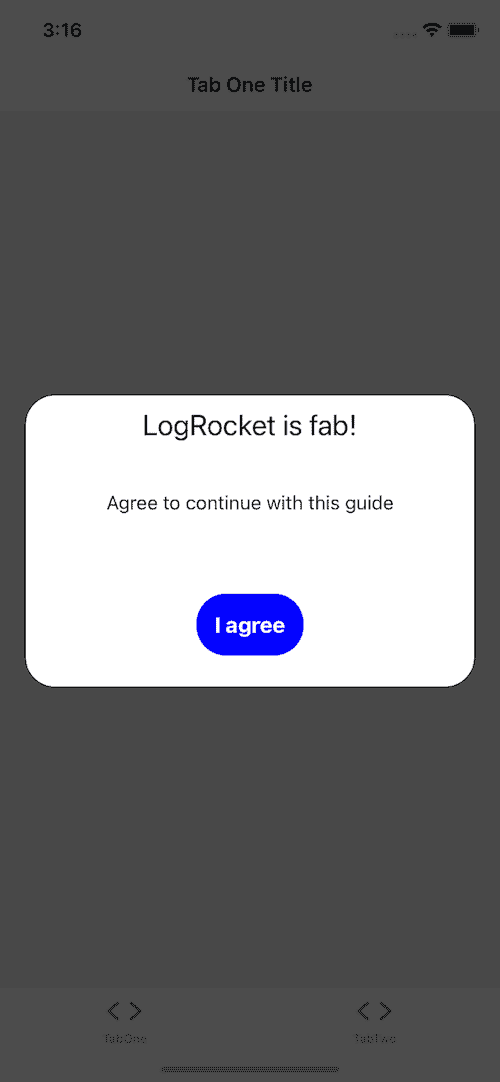 3:16
Tab One Title
LogRocket is fab!
Agree to continue with this guide
I agree
TabOne
TabTwo